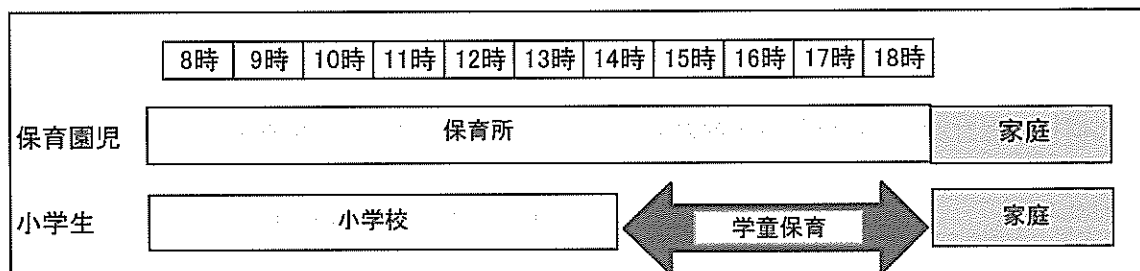 8時 9時 10時 11時 12時 13時 14時 15時 16時 17時 18時
保育園児 保育所 家庭
小学生 小学校 学童保育 家庭